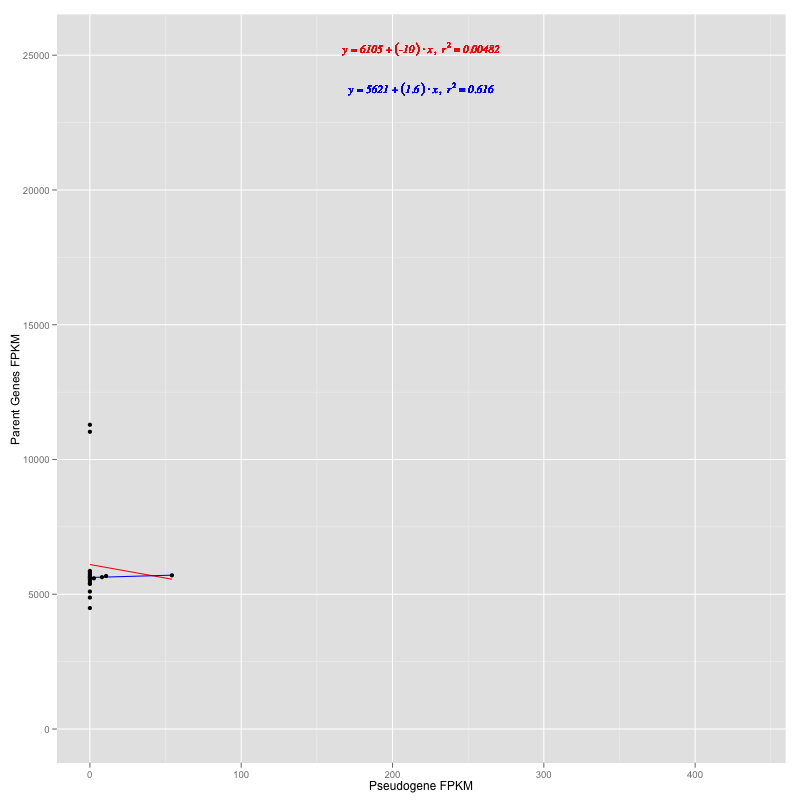 y = 6105 + (-10) · x, r² = 0.00482
y = 5621 + (1.6) · x, r² = 0.616
25000
20000
15000
10000
5000
0
Parent Genes FPKM
0 100 200 300 400
Pseudogene FPKM